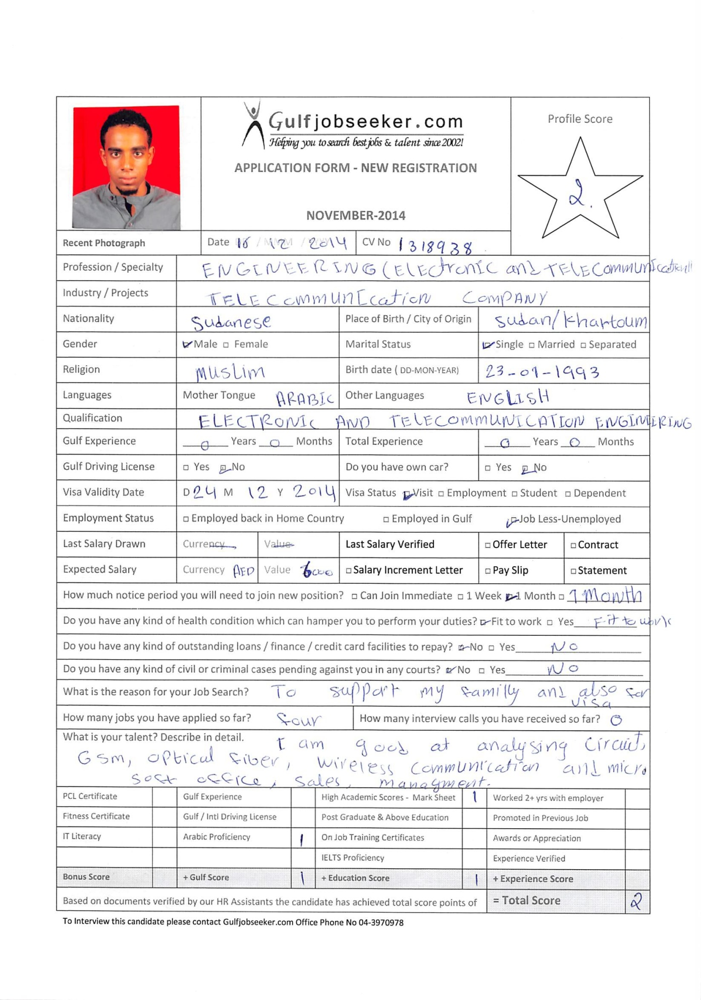 Gulfjobseeker.com
Helping you to search best jobs & talent since 2002!
APPLICATION FORM - NEW REGISTRATION
NOVEMBER-2014
Profile Score
2.
Recent Photograph
Date 18 / 12 / 2014 CV No 1318938
Profession / Specialty ENGINEERING (ELECtronic and TELECommunication)
Industry / Projects TELECommunication COMPANY
Nationality Sudanese Place of Birth / City of Origin Sudan/Khartoum
Gender Male Female Marital Status Single Married Separated
Religion MUSLim Birth date ( DD-MON-YEAR) 23-01-1993
Languages Mother Tongue ARABIC Other Languages ENGLISH
Qualification ELECTRONIC AND TELECOMMUNICATION
Gulf Experience 0 Years 0 Months Total Experience 0 Years 0 Months
Gulf Driving License Yes No Do you have own car? Yes No
Visa Validity Date D 24 M 12 Y 2014 Visa Status Visit Employment Student Dependent
Employment Status Employed back in Home Country Employed in Gulf Job Less-Unemployed
Last Salary Drawn Currency Value Last Salary Verified Offer Letter Contract
Expected Salary Currency AED Value 6000 Salary Increment Letter Pay Slip Statement
How much notice period you will need to join new position? Can Join Immediate 1 Week 1 Month 1 Month
Do you have any kind of health condition which can hamper you to perform your duties? Fit to work Yes Fit to work
Do you have any kind of outstanding loans / finance / credit card facilities to repay? No Yes NO
Do you have any kind of civil or criminal cases pending against you in any courts? No Yes NO
What is the reason for your Job Search? To support my familly and also for
visa
How many jobs you have applied so far? four How many interview calls you have received so far? 0
What is your talent? Describe in detail. I am good at analysing Circuit,
GSm, optical fiber, wireless communication and micro
soft office, sales, managment.
PCL Certificate Gulf Experience High Academic Scores - Mark Sheet 1 Worked 2+ yrs with employer
Fitness Certificate Gulf / Intl Driving License Post Graduate & Above Education Promoted in Previous Job
IT Literacy Arabic Proficiency 1 On Job Training Certificates Awards or Appreciation
IELTS Proficiency Experience Verified
Bonus Score + Gulf Score 1 + Education Score 1 + Experience Score
Based on documents verified by our HR Assistants the candidate has achieved total score points of = Total Score 2
To Interview this candidate please contact Gulfjobseeker.com Office Phone No 04-3970978